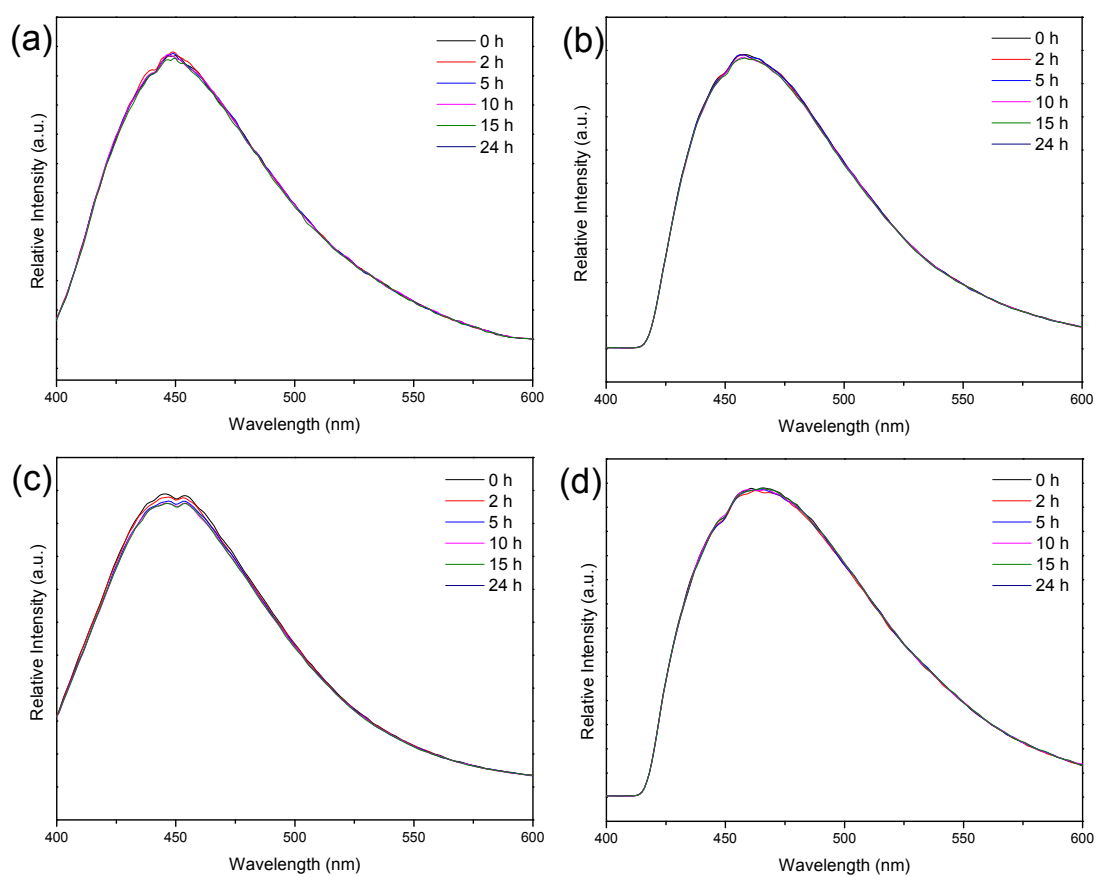 (a)
0 h
2 h
5 h
10 h
15 h
24 h
Relative Intensity (a.u.)
400 450 500 550 600
Wavelength (nm)
(b)
0 h
2 h
5 h
10 h
15 h
24 h
Relative Intensity (a.u.)
400 450 500 550 600
Wavelength (nm)
(c)
0 h
2 h
5 h
10 h
15 h
24 h
Relative Intensity (a.u.)
400 450 500 550 600
Wavelength (nm)
(d)
0 h
2 h
5 h
10 h
15 h
24 h
Relative Intensity (a.u.)
400 450 500 550 600
Wavelength (nm)